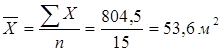 X̅ = ∑X / n = 804,5 / 15 = 53,6 м²